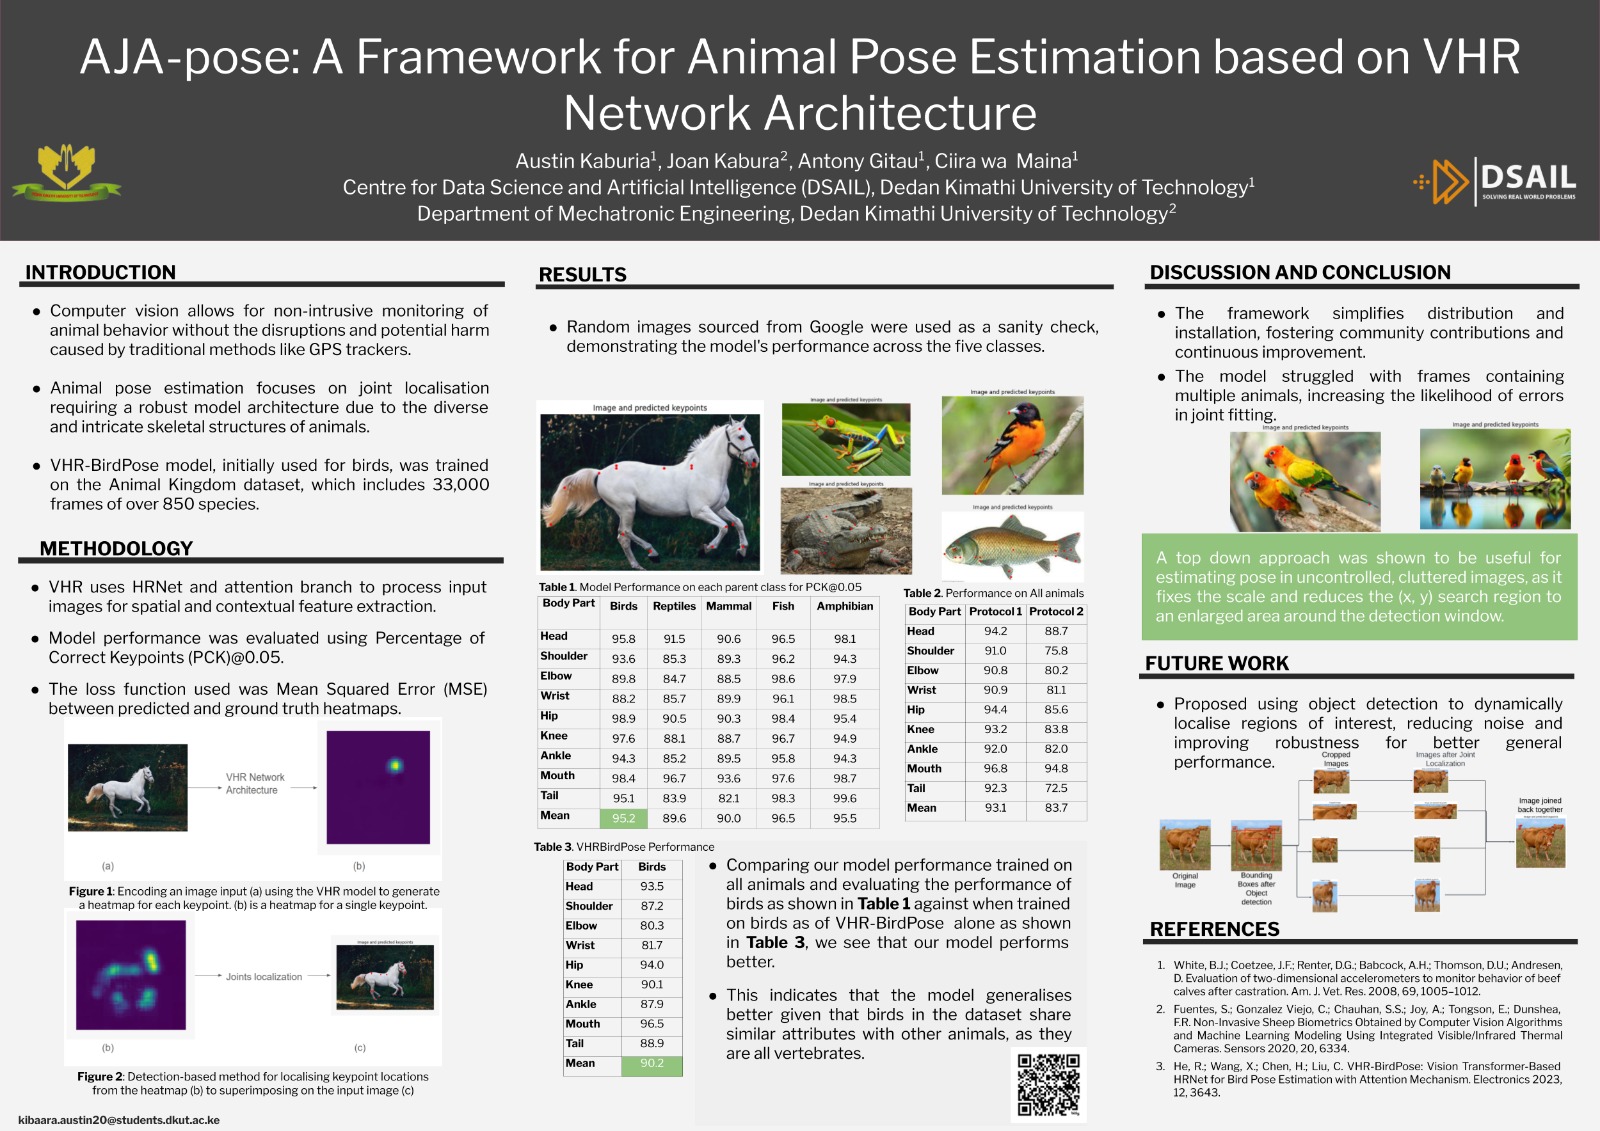 AJA-pose: A Framework for Animal Pose Estimation based on VHR
Network Architecture
Austin Kaburia1, Joan Kabura2, Antony Gitau1, Ciira wa Maina1
Centre for Data Science and Artificial Intelligence (DSAIL), Dedan Kimathi University of Technology1
Department of Mechatronic Engineering, Dedan Kimathi University of Technology2
DSAIL
SOLVING REAL WORLD PROBLEMS
INTRODUCTION
● Computer vision allows for non-intrusive monitoring of
animal behavior without the disruptions and potential harm
caused by traditional methods like GPS trackers.
● Animal pose estimation focuses on joint localisation
requiring a robust model architecture due to the diverse
and intricate skeletal structures of animals.
● VHR-BirdPose model, initially used for birds, was trained
on the Animal Kingdom dataset, which includes 33,000
frames of over 850 species.
METHODOLOGY
● VHR uses HRNet and attention branch to process input
images for spatial and contextual feature extraction.
● Model performance was evaluated using Percentage of
Correct Keypoints (PCK)@0.05.
● The loss function used was Mean Squared Error (MSE)
between predicted and ground truth heatmaps.
VHR Network
Architecture
(a) (b)
Figure 1: Encoding an image input (a) using the VHR model to generate
a heatmap for each keypoint. (b) is a heatmap for a single keypoint.
Image and predicted keypoints
Joints localization
(b) (c)
Figure 2: Detection-based method for localising keypoint locations
from the heatmap (b) to superimposing on the input image (c)
kibaara.austin20@students.dkut.ac.ke
RESULTS
● Random images sourced from Google were used as a sanity check,
demonstrating the model's performance across the five classes.
Image and predicted keypoints
Image and predicted keypoints
Image and predicted keypoints
Image and predicted keypoints
Image and predicted keypoints
Table 1. Model Performance on each parent class for PCK@0.05
Body Part Birds Reptiles Mammal Fish Amphibian
Head 95.8 91.5 90.6 96.5 98.1
Shoulder 93.6 85.3 89.3 96.2 94.3
Elbow 89.8 84.7 88.5 98.6 97.9
Wrist 88.2 85.7 89.9 96.1 98.5
Hip 98.9 90.5 90.3 98.4 95.4
Knee 97.6 88.1 88.7 96.7 94.9
Ankle 94.3 85.2 89.5 95.8 94.3
Mouth 98.4 96.7 93.6 97.6 98.7
Tail 95.1 83.9 82.1 98.3 99.6
Mean 95.2 89.6 90.0 96.5 95.5
Table 2. Performance on All animals
Body Part Protocol 1 Protocol 2
Head 94.2 88.7
Shoulder 91.0 75.8
Elbow 90.8 80.2
Wrist 90.9 81.1
Hip 94.4 85.6
Knee 93.2 83.8
Ankle 92.0 82.0
Mouth 96.8 94.8
Tail 92.3 72.5
Mean 93.1 83.7
Table 3. VHRBirdPose Performance
Body Part Birds
Head 93.5
Shoulder 87.2
Elbow 80.3
Wrist 81.7
Hip 94.0
Knee 90.1
Ankle 87.9
Mouth 96.5
Tail 88.9
Mean 90.2
● Comparing our model performance trained on
all animals and evaluating the performance of
birds as shown in Table 1 against when trained
on birds as of VHR-BirdPose alone as shown
in Table 3, we see that our model performs
better.
● This indicates that the model generalises
better given that birds in the dataset share
similar attributes with other animals, as they
are all vertebrates.
DISCUSSION AND CONCLUSION
● The framework simplifies distribution and
installation, fostering community contributions and
continuous improvement.
● The model struggled with frames containing
multiple animals, increasing the likelihood of errors
in joint fitting.
Image and predicted keypoints
Image and predicted keypoints
A top down approach was shown to be useful for
estimating pose in uncontrolled, cluttered images, as it
fixes the scale and reduces the (x, y) search region to
an enlarged area around the detection window.
FUTURE WORK
● Proposed using object detection to dynamically
localise regions of interest, reducing noise and
improving robustness for better general
performance.
Cropped
Images
Images after Joint
Localization
Image joined
back together
Original
Image
Bounding
Boxes after
Object
detection
REFERENCES
1. White, B.J.; Coetzee, J.F.; Renter, D.G.; Babcock, A.H.; Thomson, D.U.; Andresen,
D. Evaluation of two-dimensional accelerometers to monitor behavior of beef
calves after castration. Am. J. Vet. Res. 2008, 69, 1005–1012.
2. Fuentes, S.; Gonzalez Viejo, C.; Chauhan, S.S.; Joy, A.; Tongson, E.; Dunshea,
F.R. Non-Invasive Sheep Biometrics Obtained by Computer Vision Algorithms
and Machine Learning Modeling Using Integrated Visible/Infrared Thermal
Cameras. Sensors 2020, 20, 6334.
3. He, R.; Wang, X.; Chen, H.; Liu, C. VHR-BirdPose: Vision Transformer-Based
HRNet for Bird Pose Estimation with Attention Mechanism. Electronics 2023,
12, 3643.